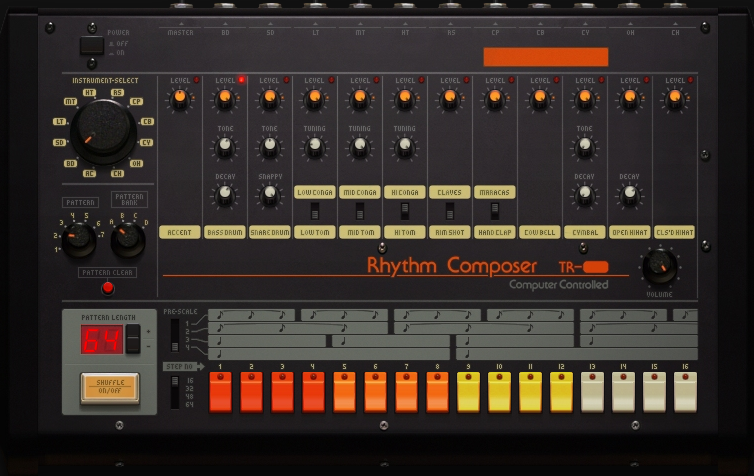 POWER
OFF
ON
MASTER BD SD LT MT HT RS CP CB CY OH CH
INSTRUMENT-SELECT
HT RS
MT CP
LT CB
SD CY
BD OH
AC CH
LEVEL LEVEL LEVEL LEVEL LEVEL LEVEL LEVEL LEVEL LEVEL LEVEL LEVEL LEVEL
TONE TONE TUNING TUNING TUNING TONE
DECAY SNAPPY DECAY DECAY
LOW CONGA MID CONGA HI CONGA CLAVES MARACAS
ACCENT BASS DRUM SNARE DRUM LOW TOM MID TOM HI TOM RIM SHOT HAND CLAP COW BELL CYMBAL OPEN HIHAT CLS'D HIHAT
PATTERN
1 2 3 4 5 6 7
PATTERN
BANK
A B C D
PATTERN CLEAR
Rhythm Composer TR-
Computer Controlled
VOLUME
PATTERN LENGTH
64
+
-
SHUFFLE
ON/OFF
PRE-SCALE
1
2
3
4
STEP NO
16
32
48
64
1 2 3 4 5 6 7 8 9 10 11 12 13 14 15 16